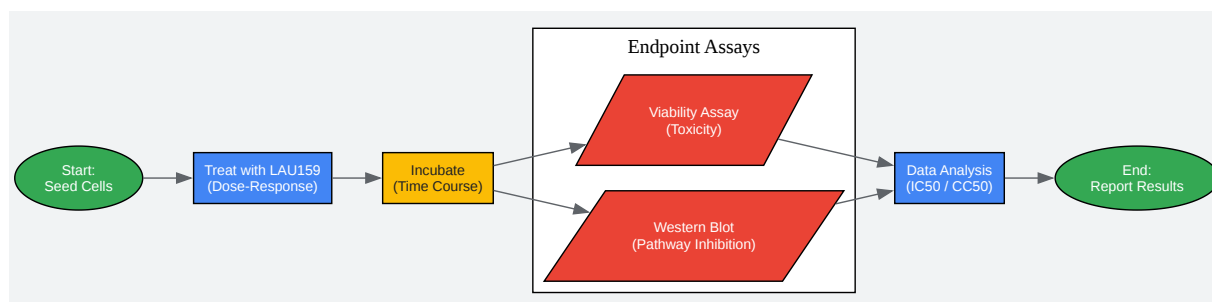 Endpoint Assays
Start:
Seed Cells
Treat with LAU159
(Dose-Response)
Incubate
(Time Course)
Viability Assay
(Toxicity)
Western Blot
(Pathway Inhibition)
Data Analysis
(IC50 / CC50)
End:
Report Results